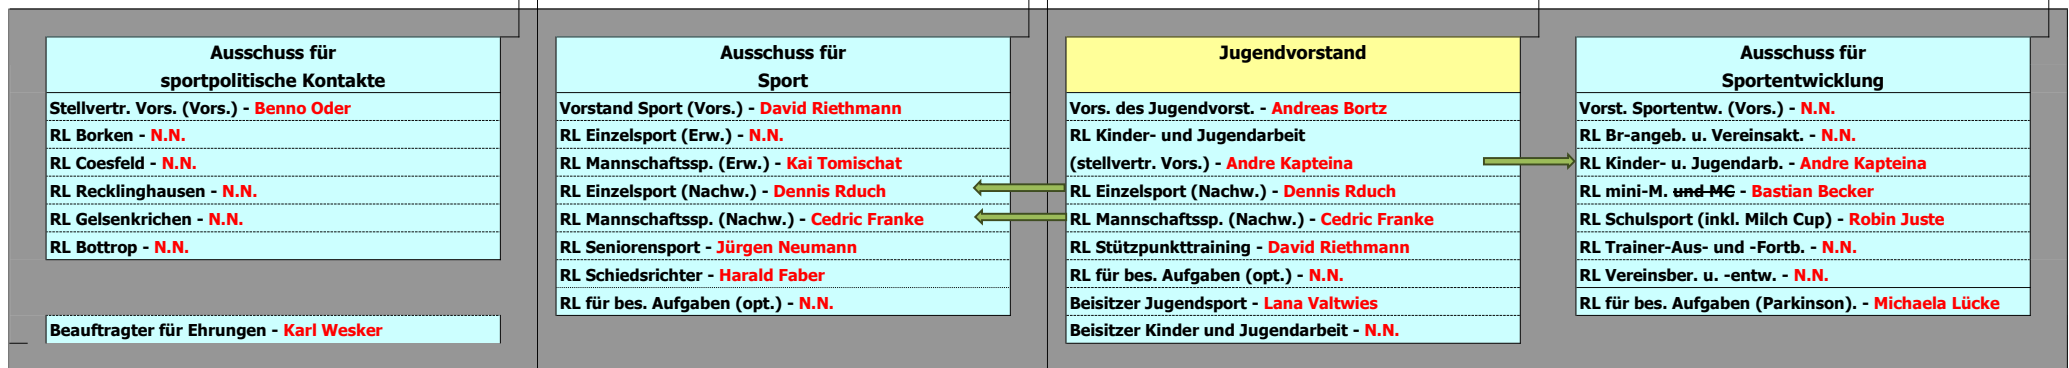 Ausschuss für
sportpolitische Kontakte
Stellvertr. Vors. (Vors.) - Benno Oder
RL Borken - N.N.
RL Coesfeld - N.N.
RL Recklinghausen - N.N.
RL Gelsenkrichen - N.N.
RL Bottrop - N.N.
Beauftragter für Ehrungen - Karl Wesker
Ausschuss für
Sport
Vorstand Sport (Vors.) - David Riethmann
RL Einzelsport (Erw.) - N.N.
RL Mannschaftssp. (Erw.) - Kai Tomischat
RL Einzelsport (Nachw.) - Dennis Rduch
RL Mannschaftssp. (Nachw.) - Cedric Franke
RL Seniorensport - Jürgen Neumann
RL Schiedsrichter - Harald Faber
RL für bes. Aufgaben (opt.) - N.N.
Jugendvorstand
Vors. des Jugendvorst. - Andreas Bortz
RL Kinder- und Jugendarbeit
(stellvertr. Vors.) - Andre Kapteina
RL Einzelsport (Nachw.) - Dennis Rduch
RL Mannschaftssp. (Nachw.) - Cedric Franke
RL Stützpunkttraining - David Riethmann
RL für bes. Aufgaben (opt.) - N.N.
Beisitzer Jugendsport - Lana Valtwies
Beisitzer Kinder und Jugendarbeit - N.N.
Ausschuss für
Sportentwicklung
Vorst. Sportentw. (Vors.) - N.N.
RL Br-angeb. u. Vereinsakt. - N.N.
RL Kinder- u. Jugendarb. - Andre Kapteina
RL mini-M. und MC - Bastian Becker
RL Schulsport (inkl. Milch Cup) - Robin Juste
RL Trainer-Aus- und -Fortb. - N.N.
RL Vereinsber. u. -entw. - N.N.
RL für bes. Aufgaben (Parkinson). - Michaela Lücke